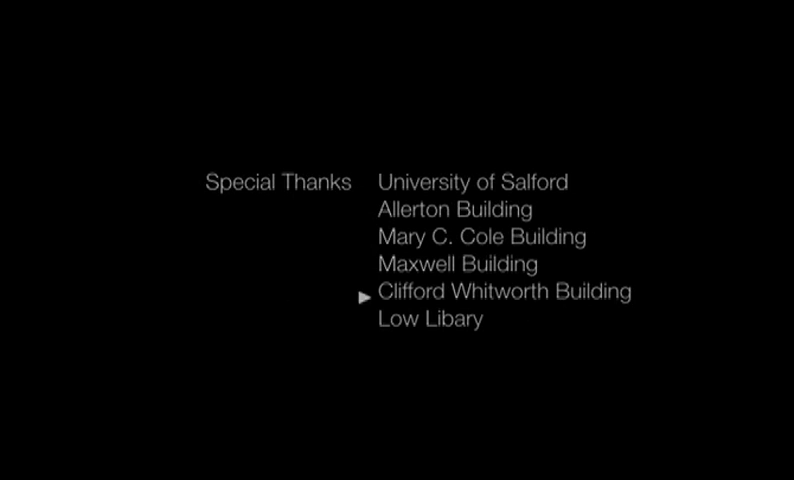 Special Thanks University of Salford
Allerton Building
Mary C. Cole Building
Maxwell Building
Clifford Whitworth Building
Low Libary